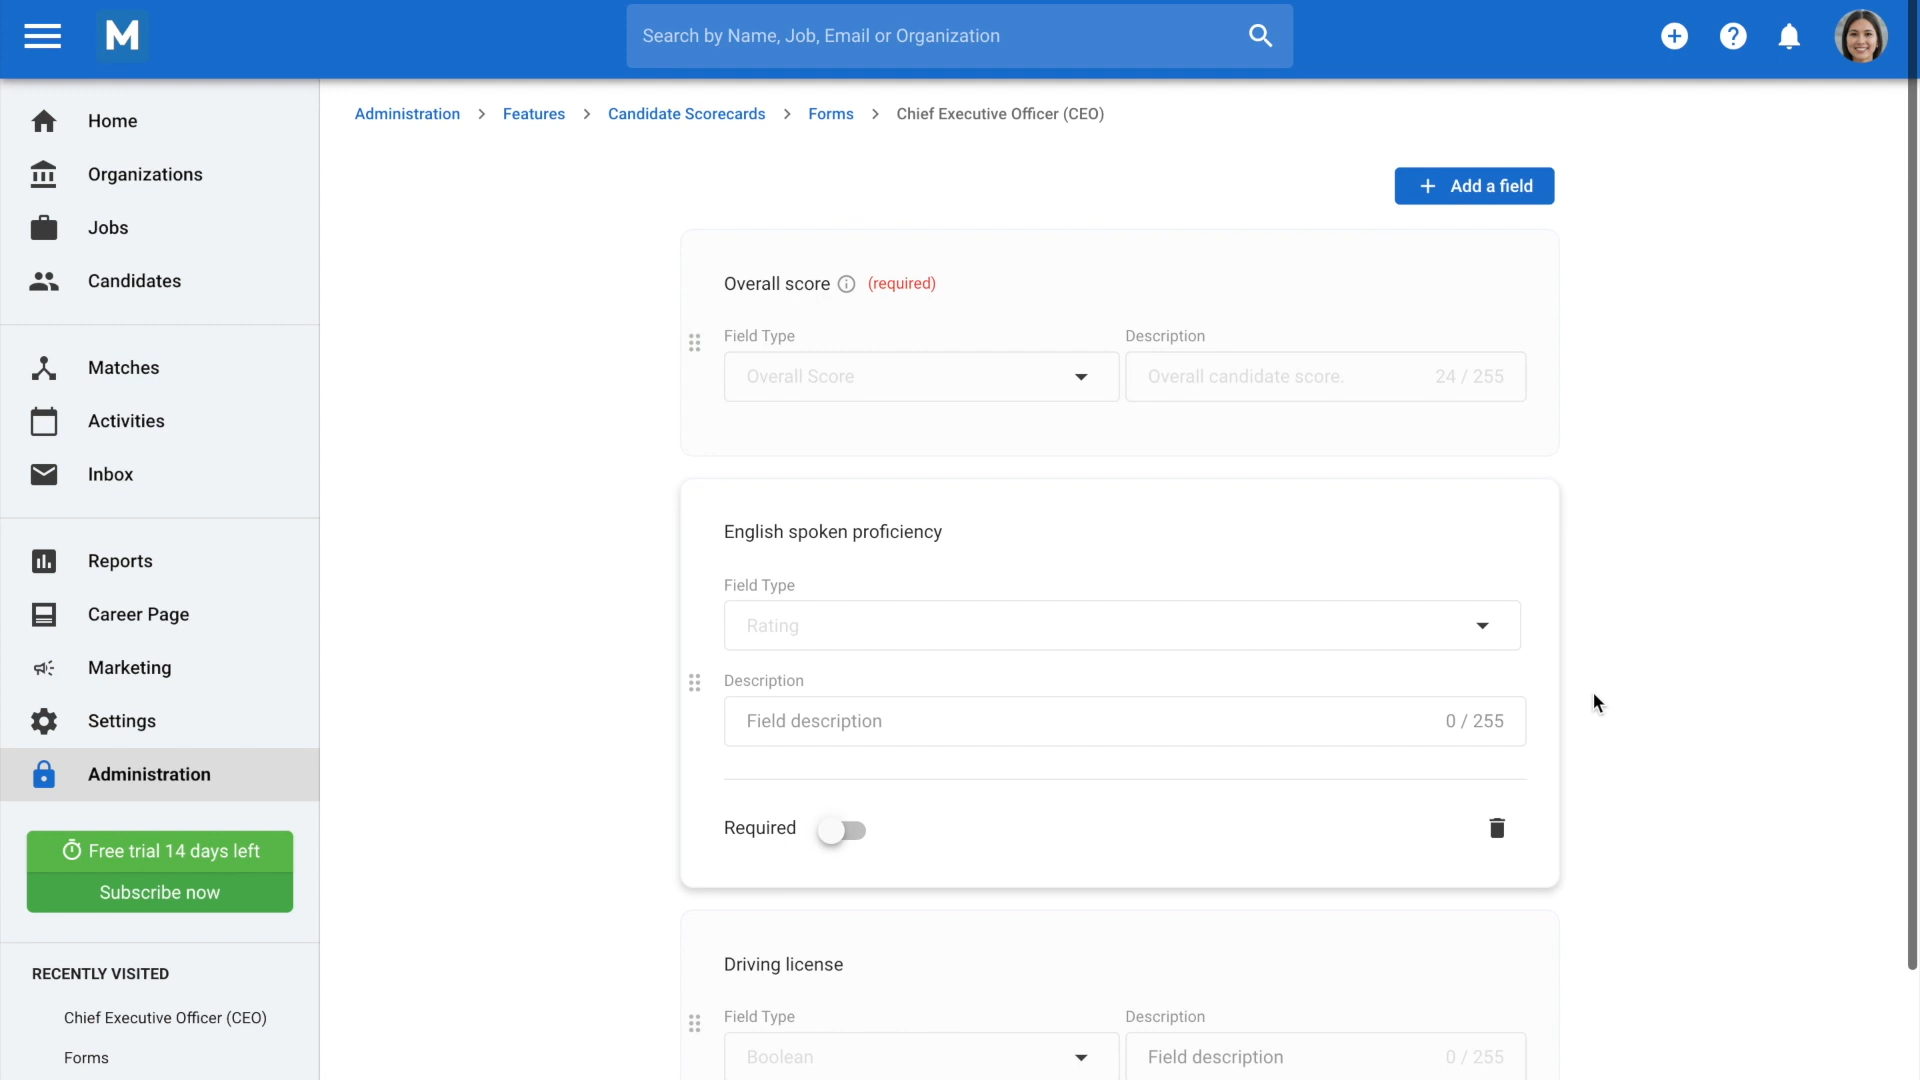 M
Search by Name, Job, Email or Organization
Home
Organizations
Jobs
Candidates
Matches
Activities
Inbox
Reports
Career Page
Marketing
Settings
Administration
Free trial 14 days left
Subscribe now
RECENTLY VISITED
Chief Executive Officer (CEO)
Forms
Administration > Features > Candidate Scorecards > Forms > Chief Executive Officer (CEO)
+ Add a field
Overall score (required)
Field Type Description
Overall Score Overall candidate score. 24 / 255
English spoken proficiency
Field Type
Rating
Description
Field description 0 / 255
Required
Driving license
Field Type Description
Boolean Field description 0 / 255